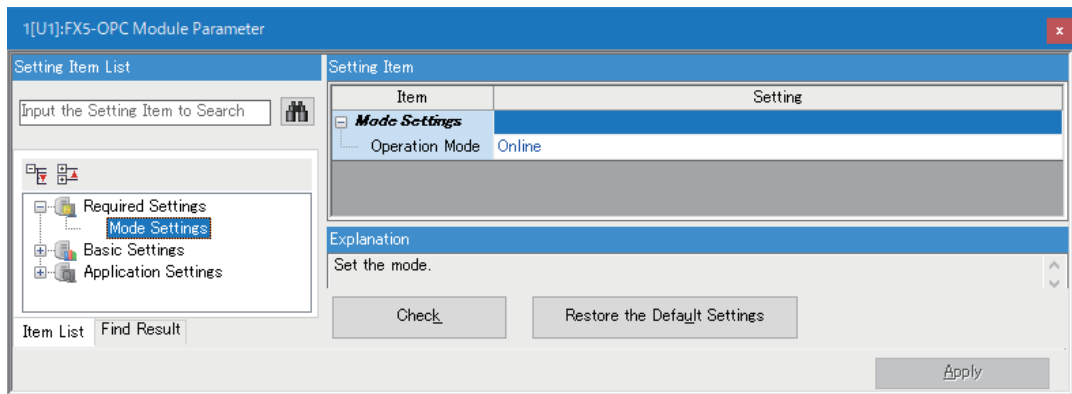 1[U1]:FX5-OPC Module Parameter
x
Setting Item List
Input the Setting Item to Search
Required Settings
Mode Settings
Basic Settings
Application Settings
Item List
Find Result
Setting Item
Item Setting
Mode Settings
Operation Mode Online
Explanation
Set the mode.
Check
Restore the Default Settings
Apply